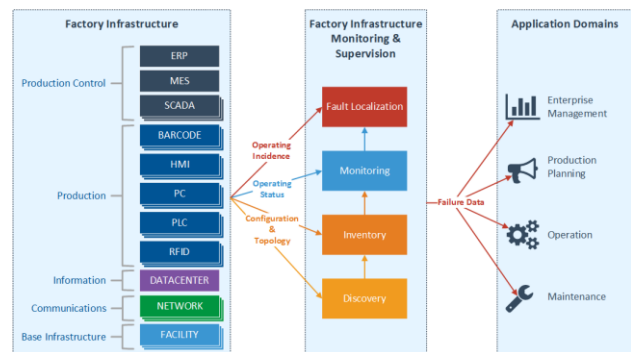 Factory Infrastructure
Production Control
ERP
MES
SCADA
Production
BARCODE
HMI
PC
PLC
RFID
Information
DATACENTER
Communications
NETWORK
Base Infrastructure
FACILITY
Operating
Incidence
Operating
Status
Configuration
&
Topology
Factory Infrastructure
Monitoring &
Supervision
Fault Localization
Monitoring
Inventory
Discovery
Failure Data
Application Domains
Enterprise
Management
Production
Planning
Operation
Maintenance